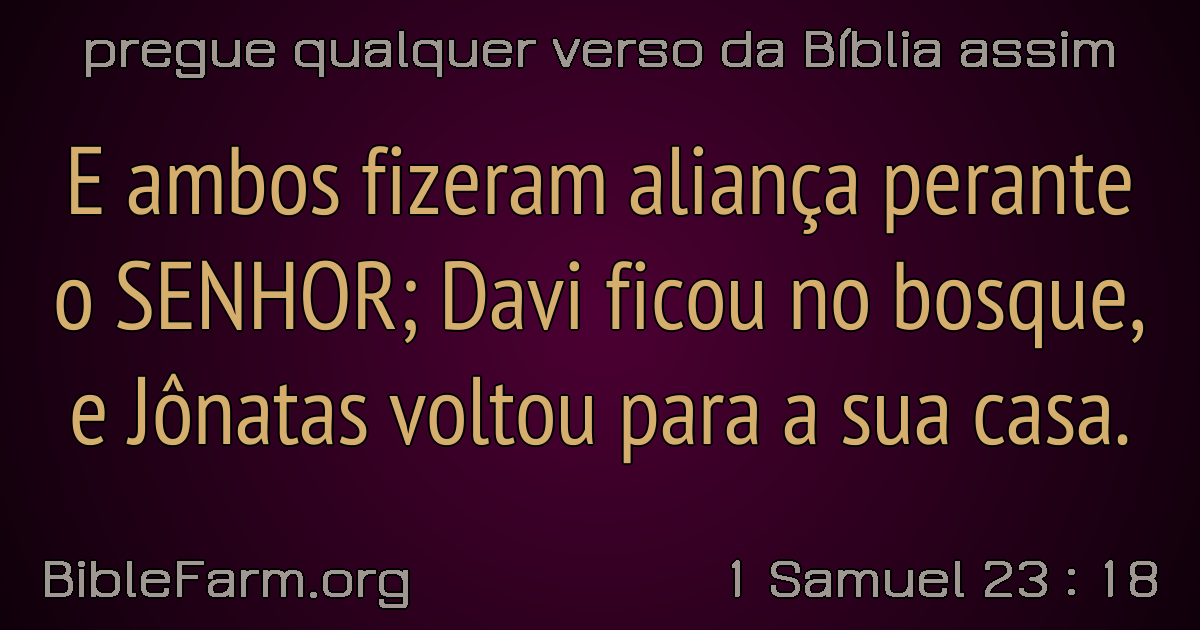 pregue qualquer verso da Bíblia assim
E ambos fizeram aliança perante
o SENHOR; Davi ficou no bosque,
e Jônatas voltou para a sua casa.
BibleFarm.org
1 Samuel 23 : 18